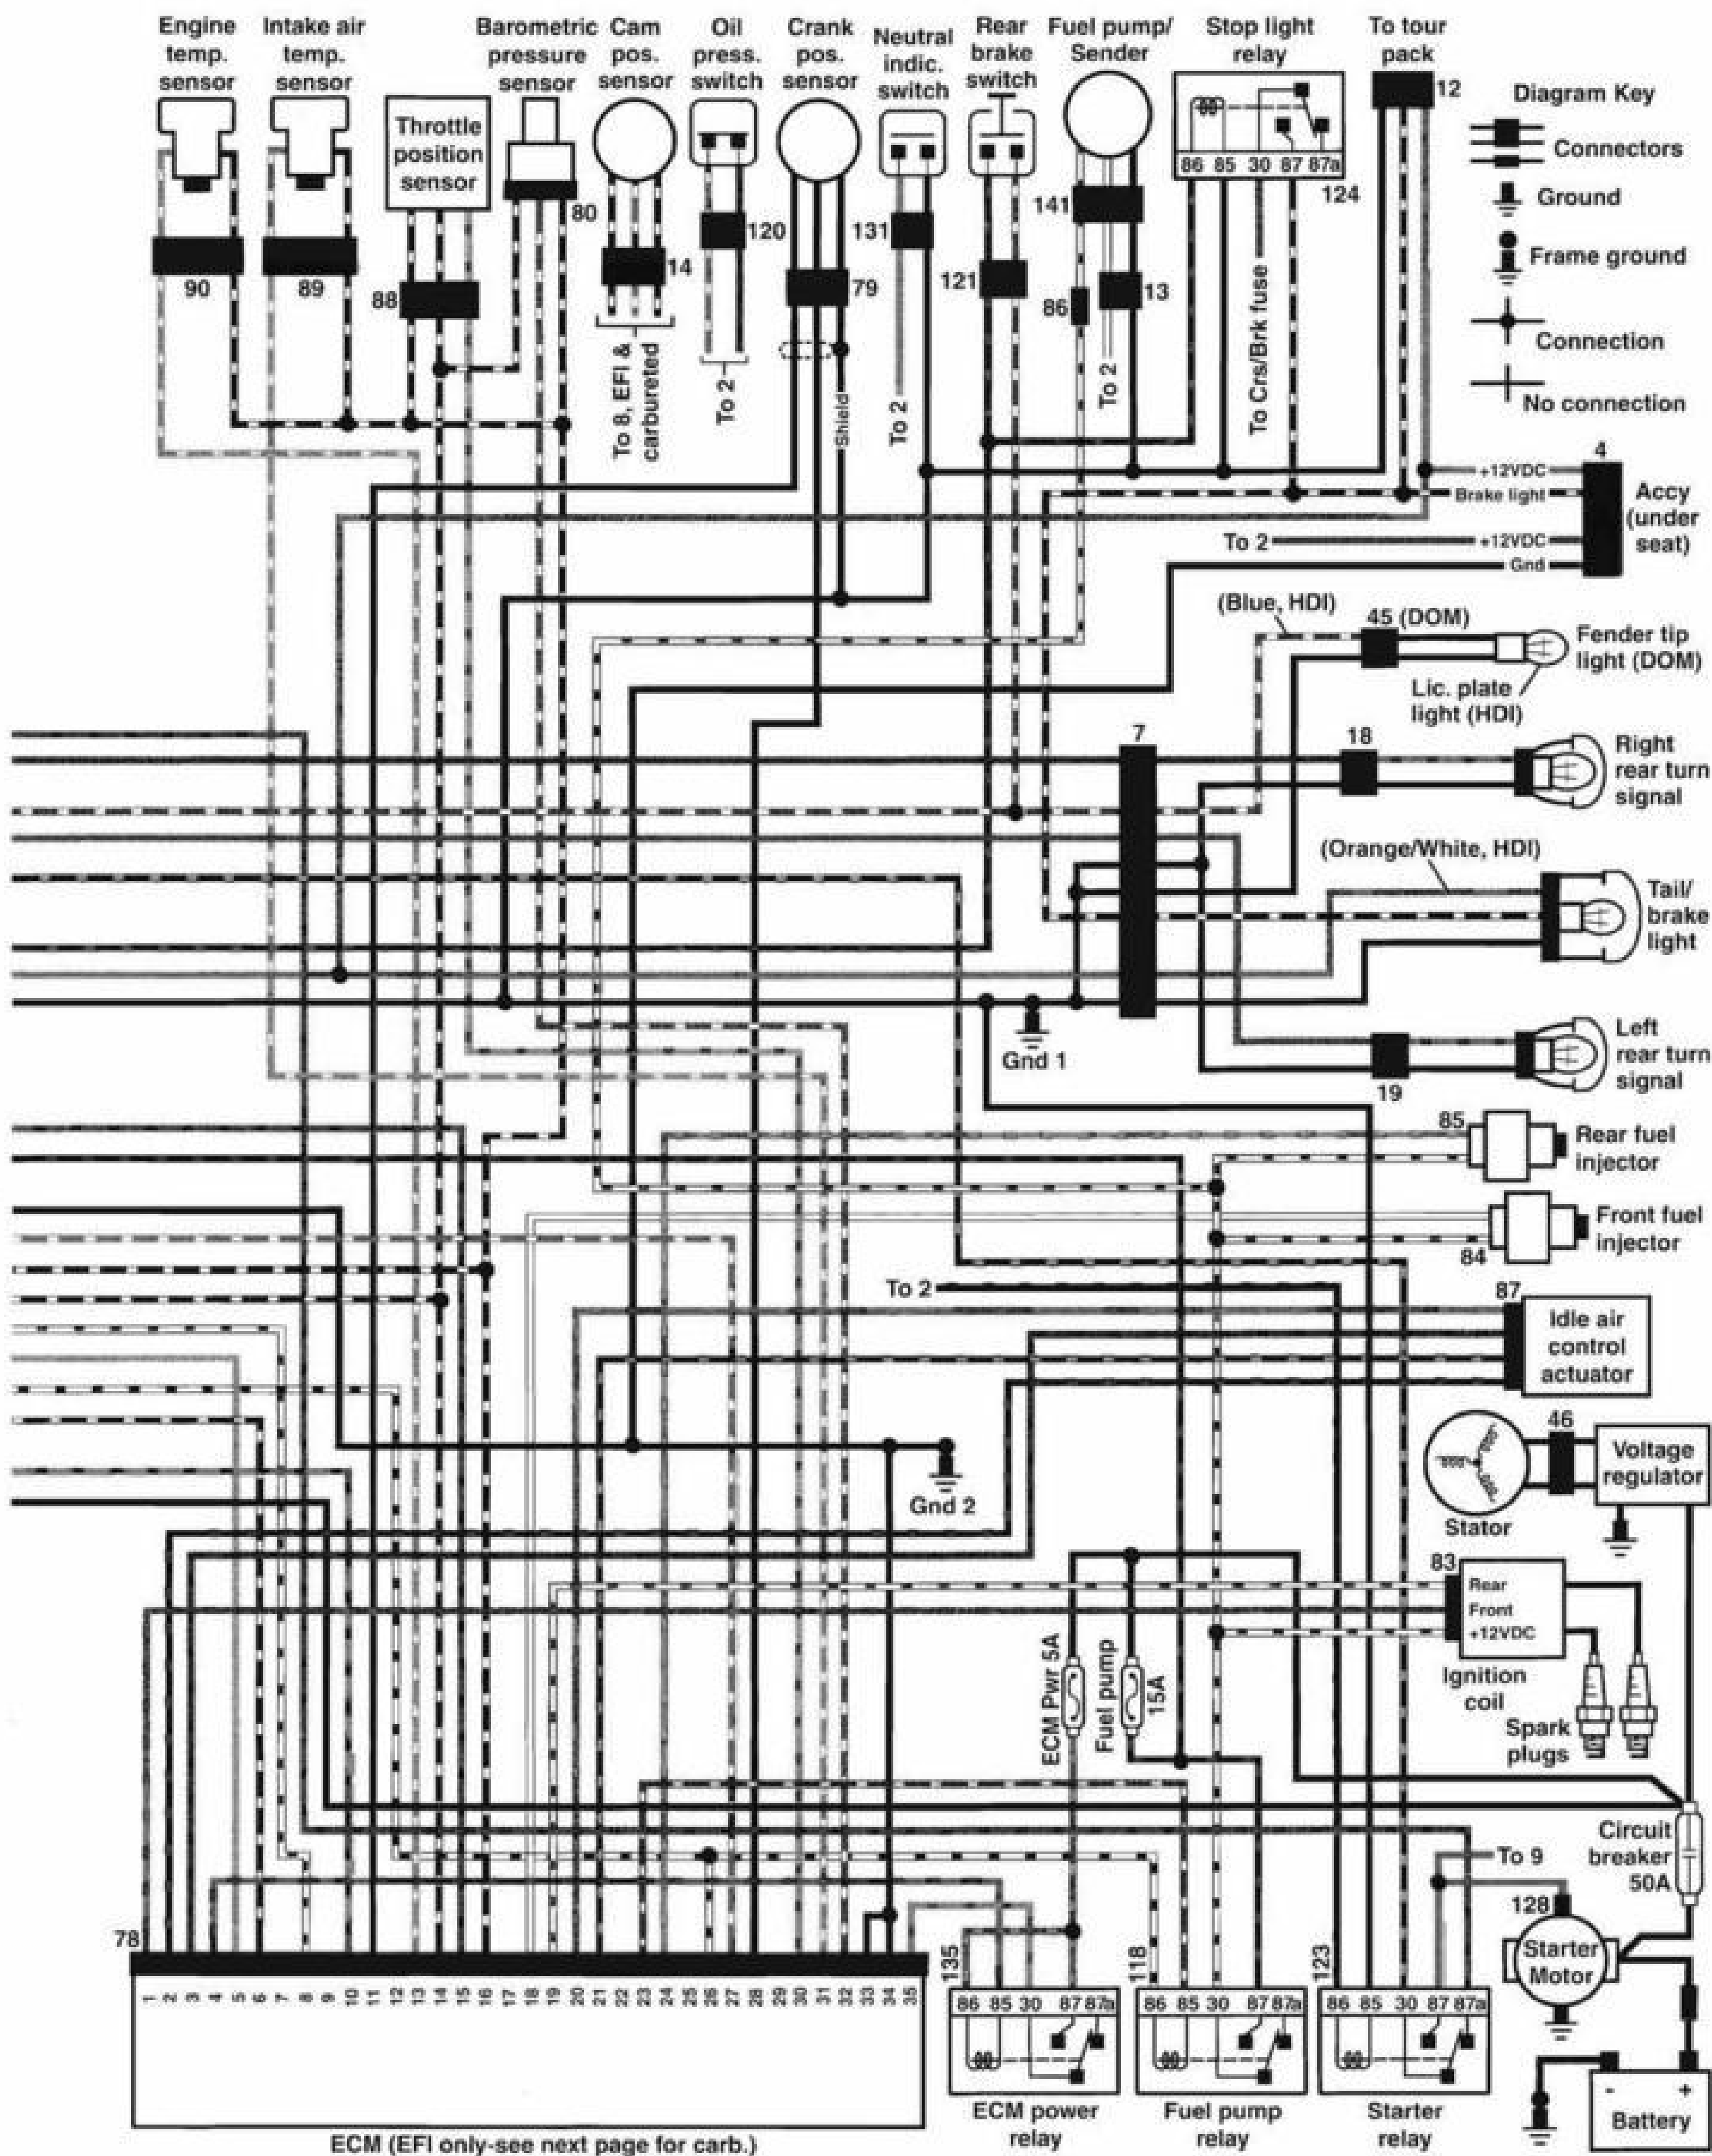 Engine
temp.
sensor
Intake air
temp.
sensor
Throttle
position
sensor
Barometric
pressure
sensor
Cam
pos.
sensor
Oil
press.
switch
Crank
pos.
sensor
Neutral
indic.
switch
Rear
brake
switch
Fuel pump/
Sender
Stop light
relay
86 85 30 87 87a
124
To tour
pack
12
Diagram Key
Connectors
Ground
Frame ground
Connection
No connection
90
89
88
80
14
120
79
131
121
141
86
13
To 8, EFI &
carbureted
To 2
Shield
To 2
To 2
To Crs/Brk fuse
4
+12VDC
Brake light
+12VDC
Gnd
To 2
Accy
(under
seat)
(Blue, HDI)
45 (DOM)
Fender tip
light (DOM)
Lic. plate
light (HDI)
7
18
Right
rear turn
signal
(Orange/White, HDI)
Tail/
brake
light
Gnd 1
19
Left
rear turn
signal
85
Rear fuel
injector
84
Front fuel
injector
To 2
87
Idle air
control
actuator
46
Stator
Voltage
regulator
Gnd 2
83
Rear
Front
+12VDC
Ignition
coil
Spark
plugs
ECM Pwr 5A
Fuel pump
15A
Circuit
breaker
50A
To 9
128
Starter
Motor
78
1 2 3 4 5 6 7 8 9 10 11 12 13 14 15 16 17 18 19 20 21 22 23 24 25 26 27 28 29 30 31 32 33 34 35
ECM (EFI only-see next page for carb.)
135
86 85 30 87 87a
ECM power
relay
118
86 85 30 87 87a
Fuel pump
relay
123
86 85 30 87 87a
Starter
relay
- +
Battery